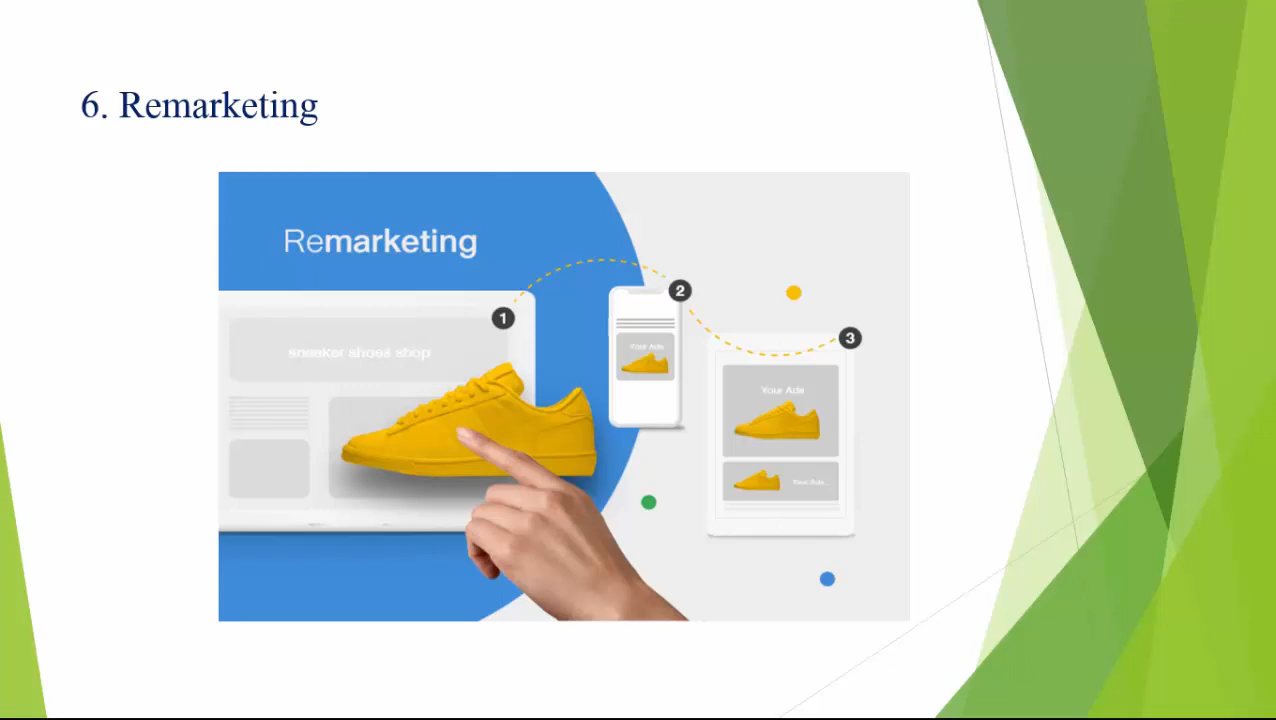 6. Remarketing
Remarketing
1
2
3
sneaker shoes shop
Your Ads
Your Ads
Your Ads..